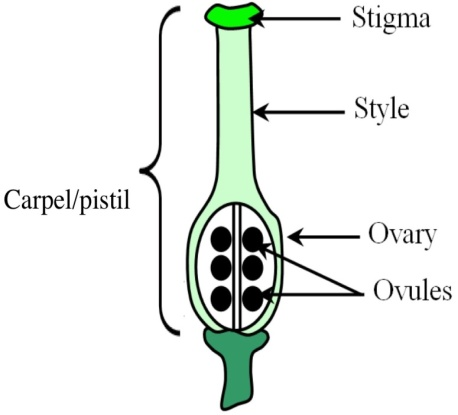 Stigma
Style
Carpel/pistil
Ovary
Ovules